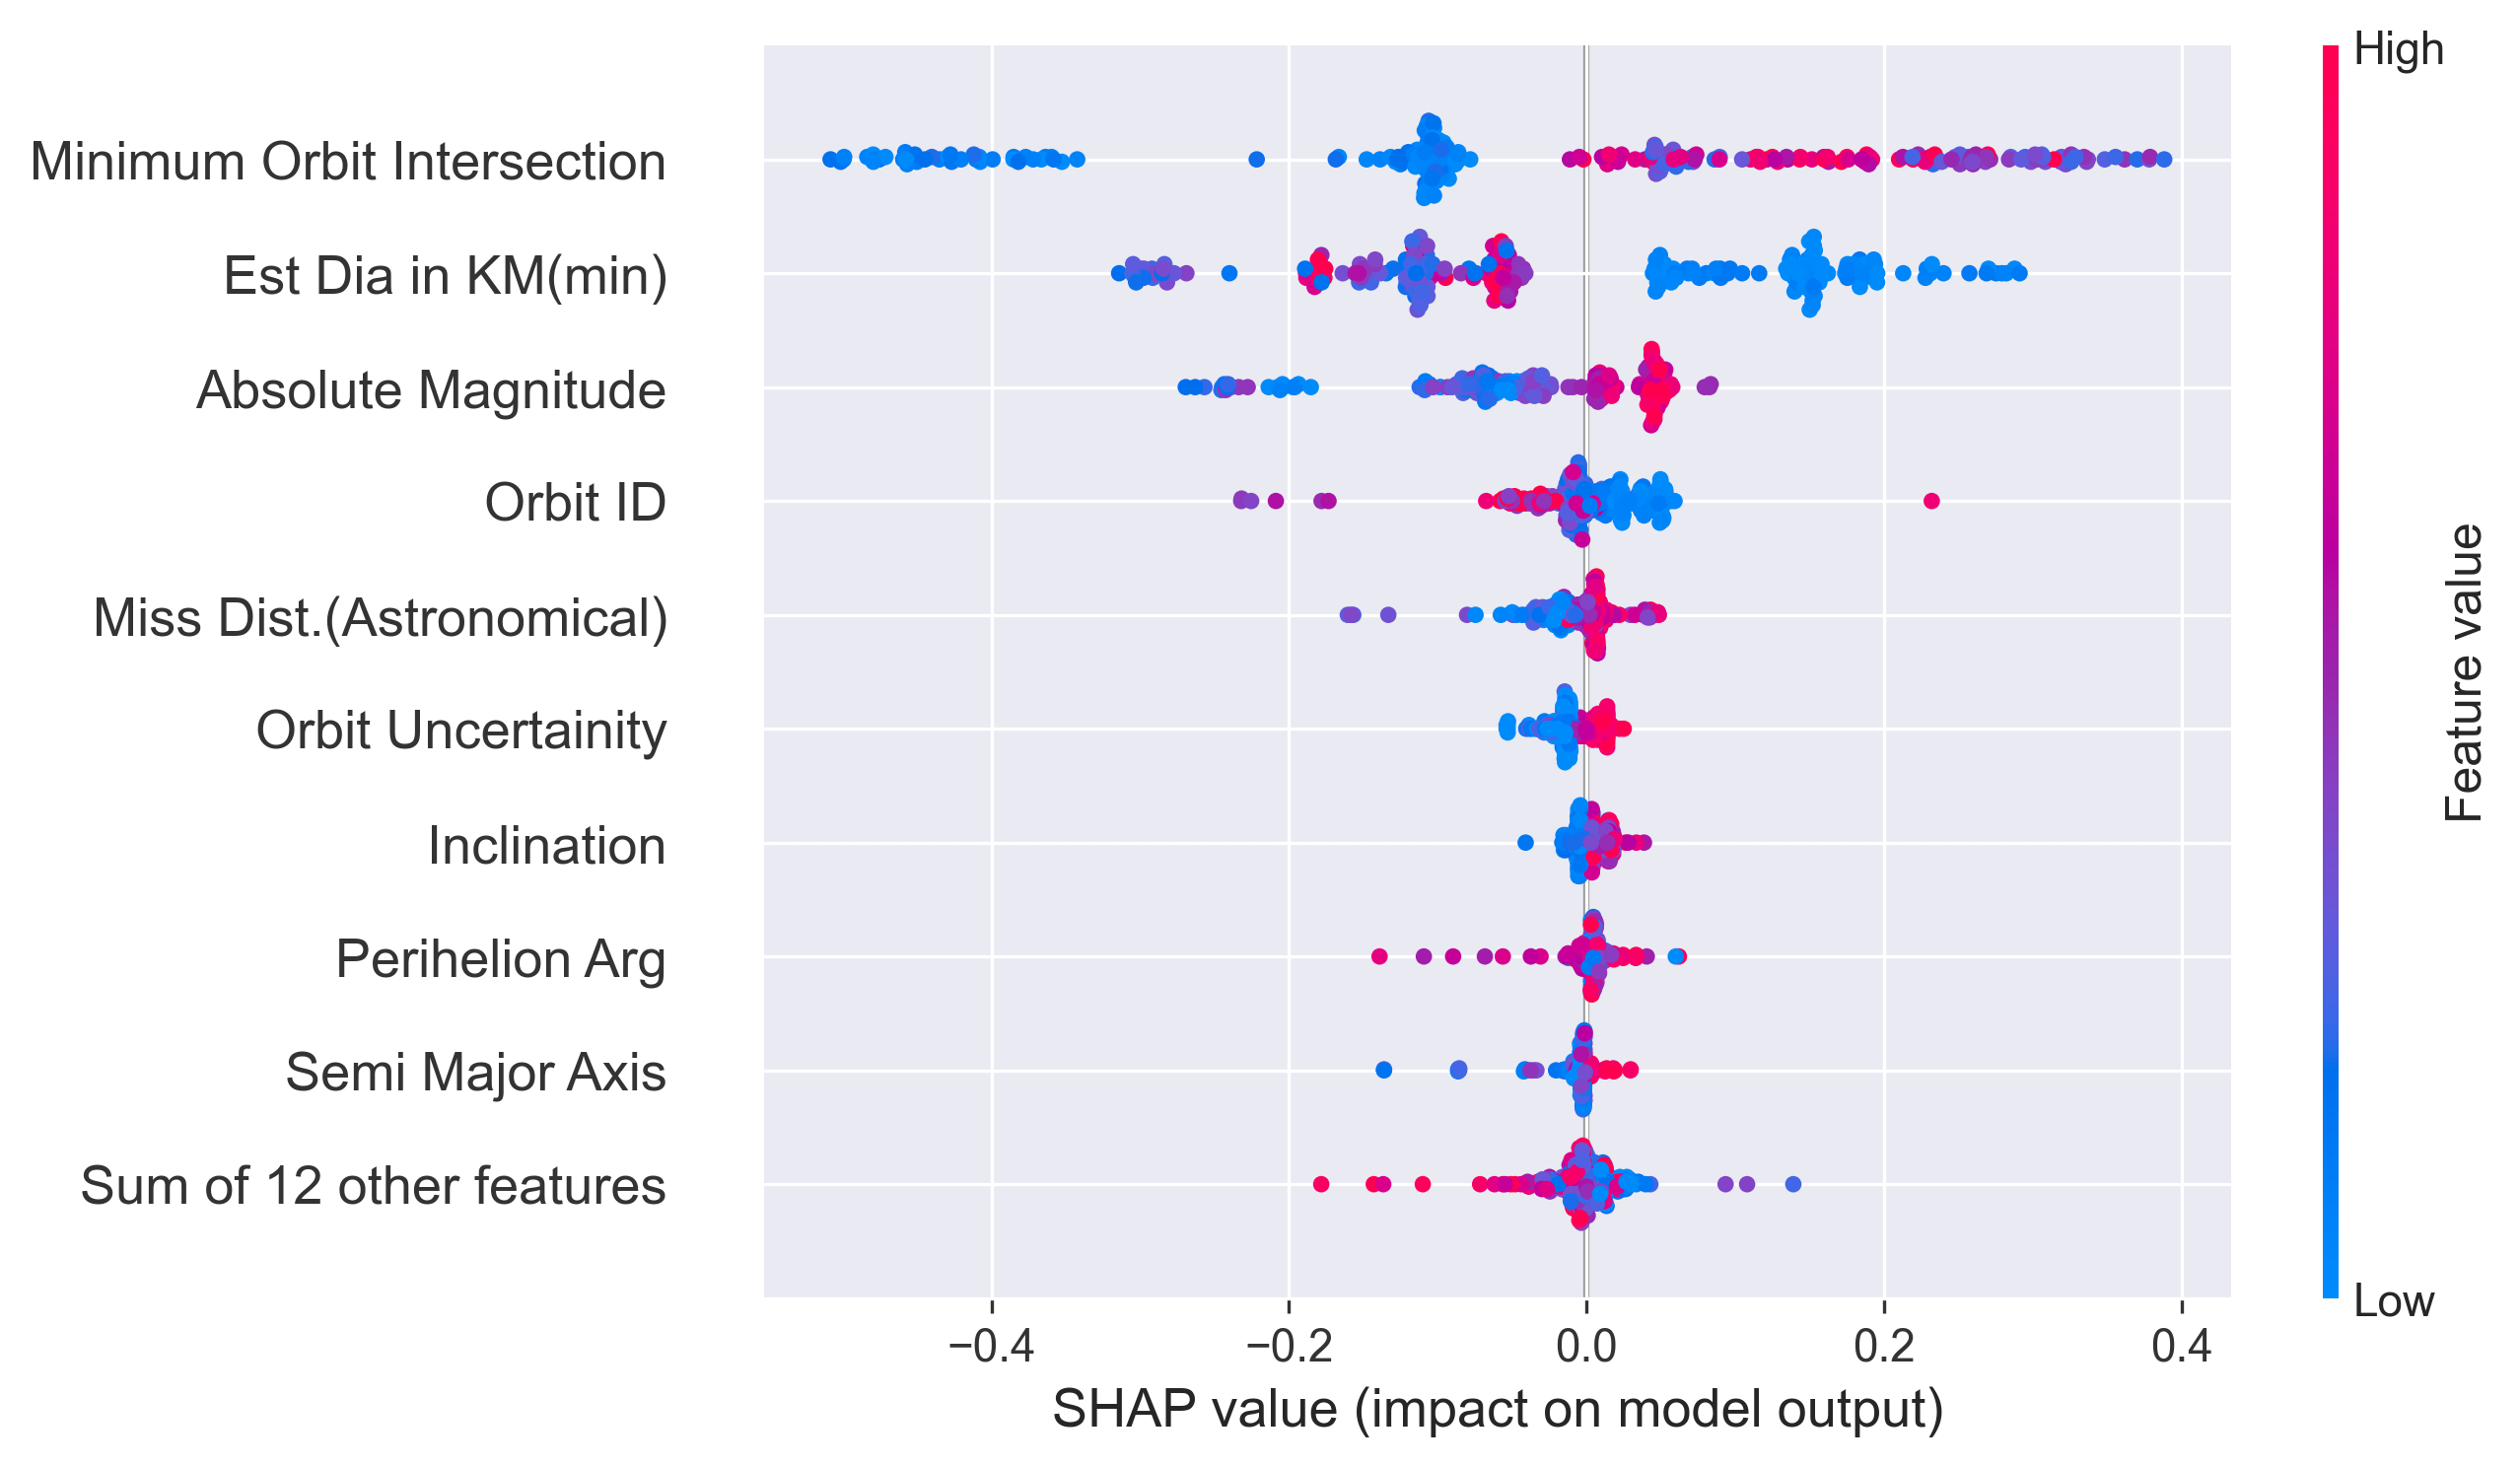 High
Minimum Orbit Intersection
Est Dia in KM(min)
Absolute Magnitude
Orbit ID
Miss Dist.(Astronomical)
Orbit Uncertainity
Inclination
Perihelion Arg
Semi Major Axis
Sum of 12 other features
Feature value
Low
−0.4 −0.2 0.0 0.2 0.4
SHAP value (impact on model output)